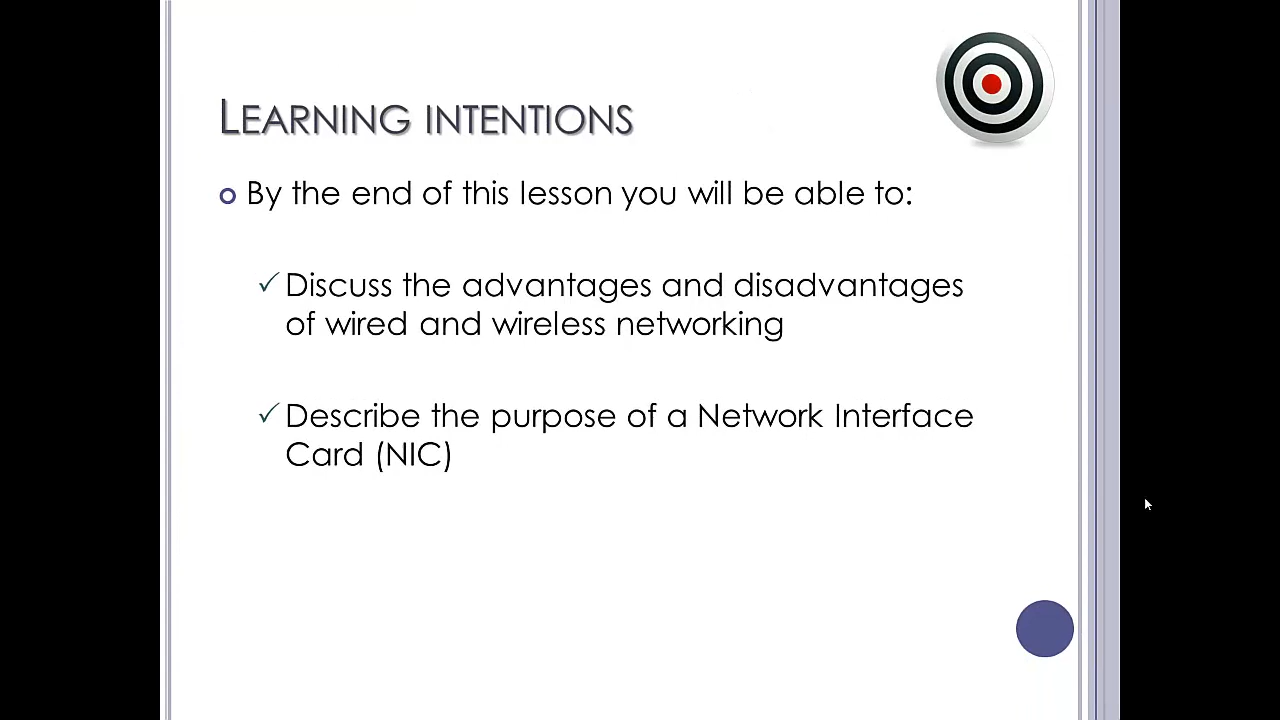 LEARNING INTENTIONS
By the end of this lesson you will be able to:
Discuss the advantages and disadvantages
of wired and wireless networking
Describe the purpose of a Network Interface
Card (NIC)